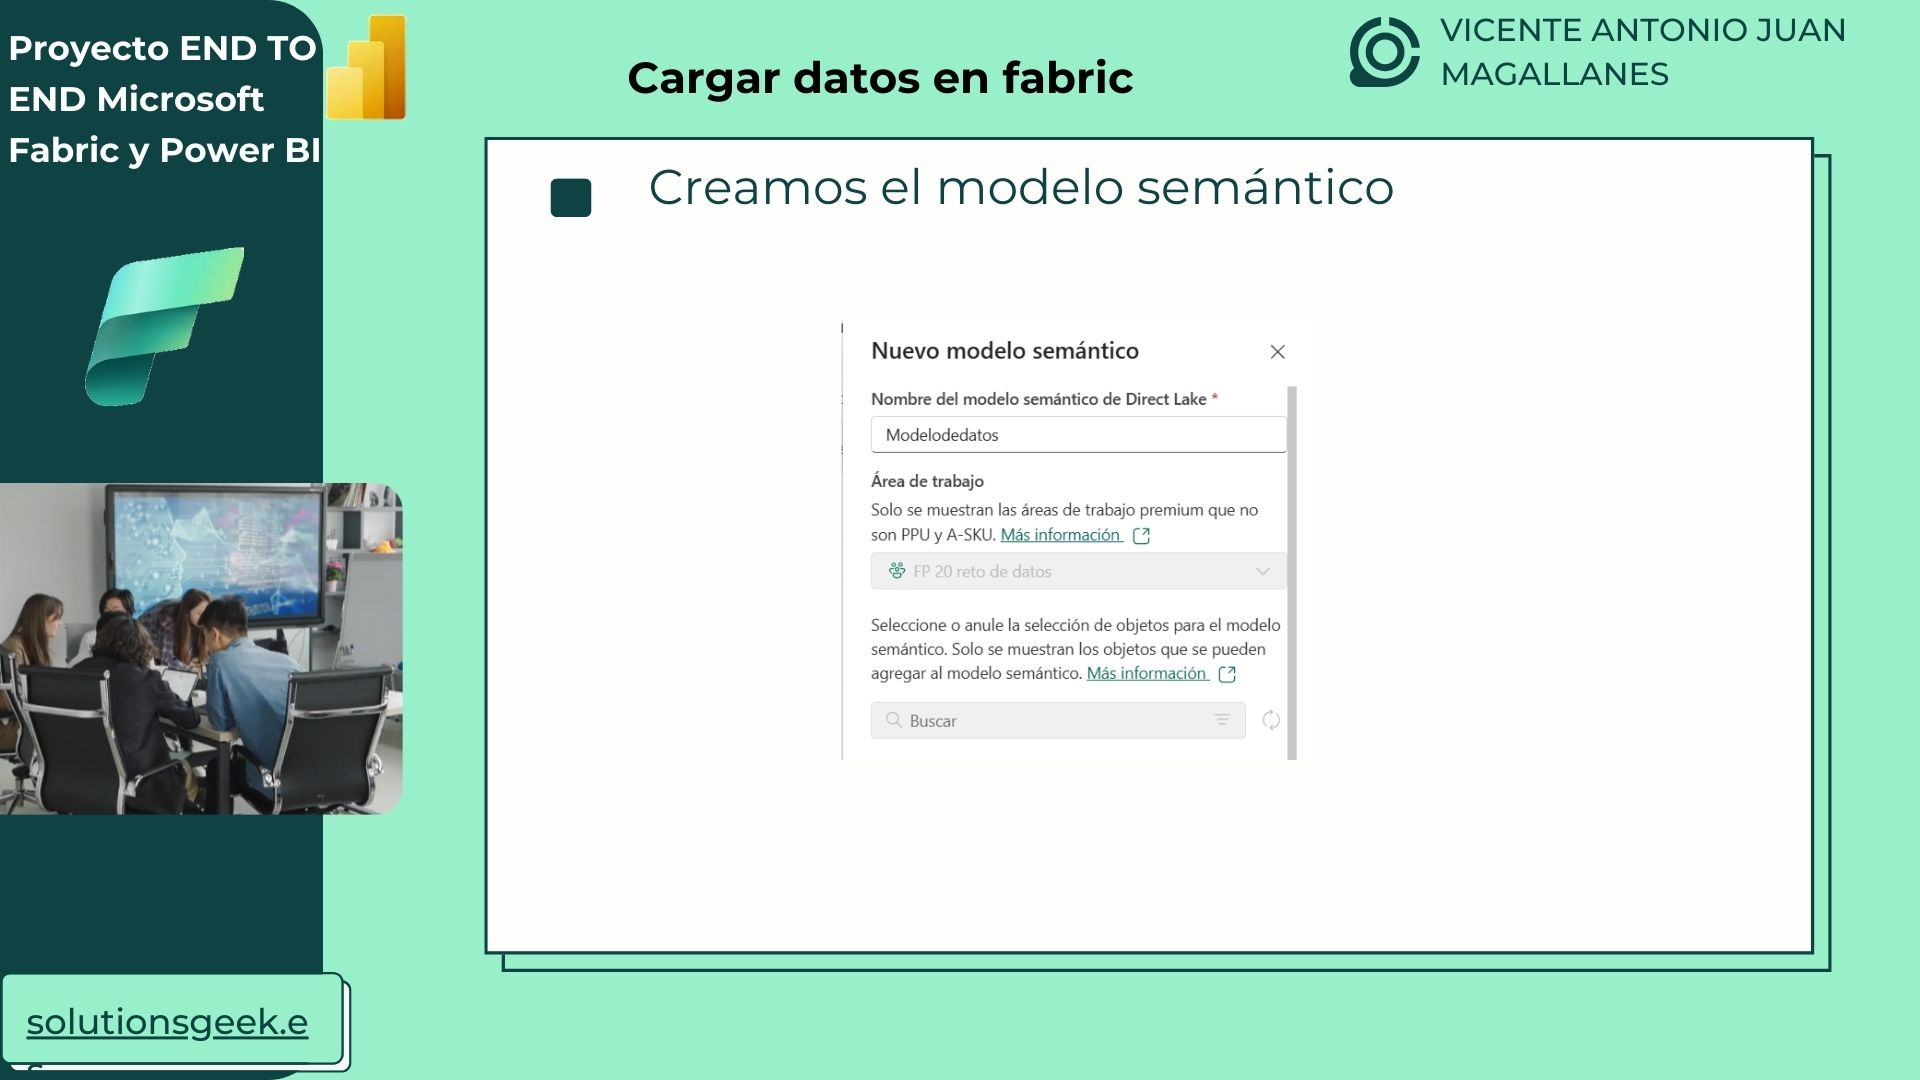 Proyecto END TO
END Microsoft
Fabric y Power BI
Cargar datos en fabric
VICENTE ANTONIO JUAN
MAGALLANES
Creamos el modelo semántico
Nuevo modelo semántico
Nombre del modelo semántico de Direct Lake *
Modelodedatos
Área de trabajo
Solo se muestran las áreas de trabajo premium que no
son PPU y A-SKU. Más información
FP 20 reto de datos
Seleccione o anule la selección de objetos para el modelo
semántico. Solo se muestran los objetos que se pueden
agregar al modelo semántico. Más información
Buscar
solutionsgeek.e